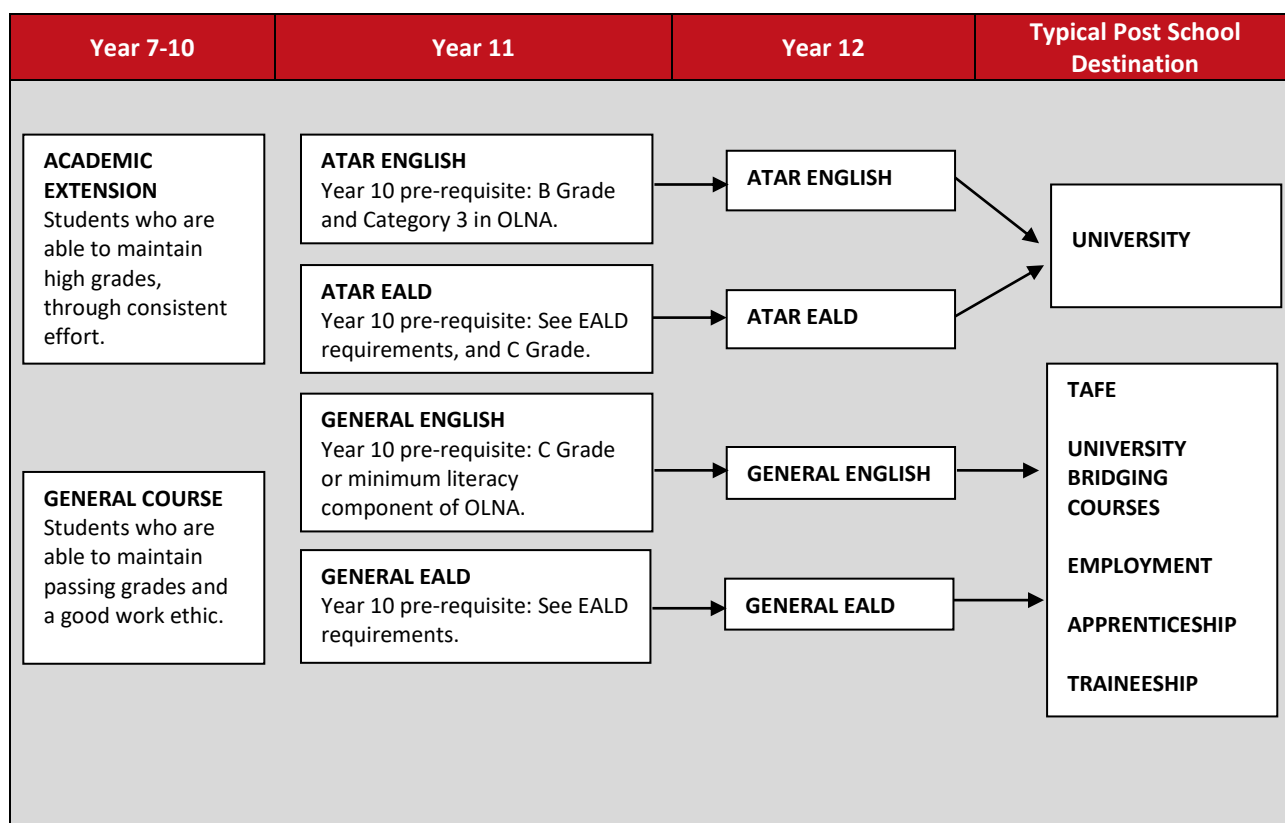 Year 7-10
Year 11
Year 12
Typical Post School
Destination
ACADEMIC
EXTENSION
Students who are
able to maintain
high grades,
through consistent
effort.
GENERAL COURSE
Students who are
able to maintain
passing grades and
a good work ethic.
ATAR ENGLISH
Year 10 pre-requisite: B Grade
and Category 3 in OLNA.
ATAR EALD
Year 10 pre-requisite: See EALD
requirements, and C Grade.
GENERAL ENGLISH
Year 10 pre-requisite: C Grade
or minimum literacy
component of OLNA.
GENERAL EALD
Year 10 pre-requisite: See EALD
requirements.
ATAR ENGLISH
ATAR EALD
GENERAL ENGLISH
GENERAL EALD
UNIVERSITY
TAFE
UNIVERSITY
BRIDGING
COURSES
EMPLOYMENT
APPRENTICESHIP
TRAINEESHIP